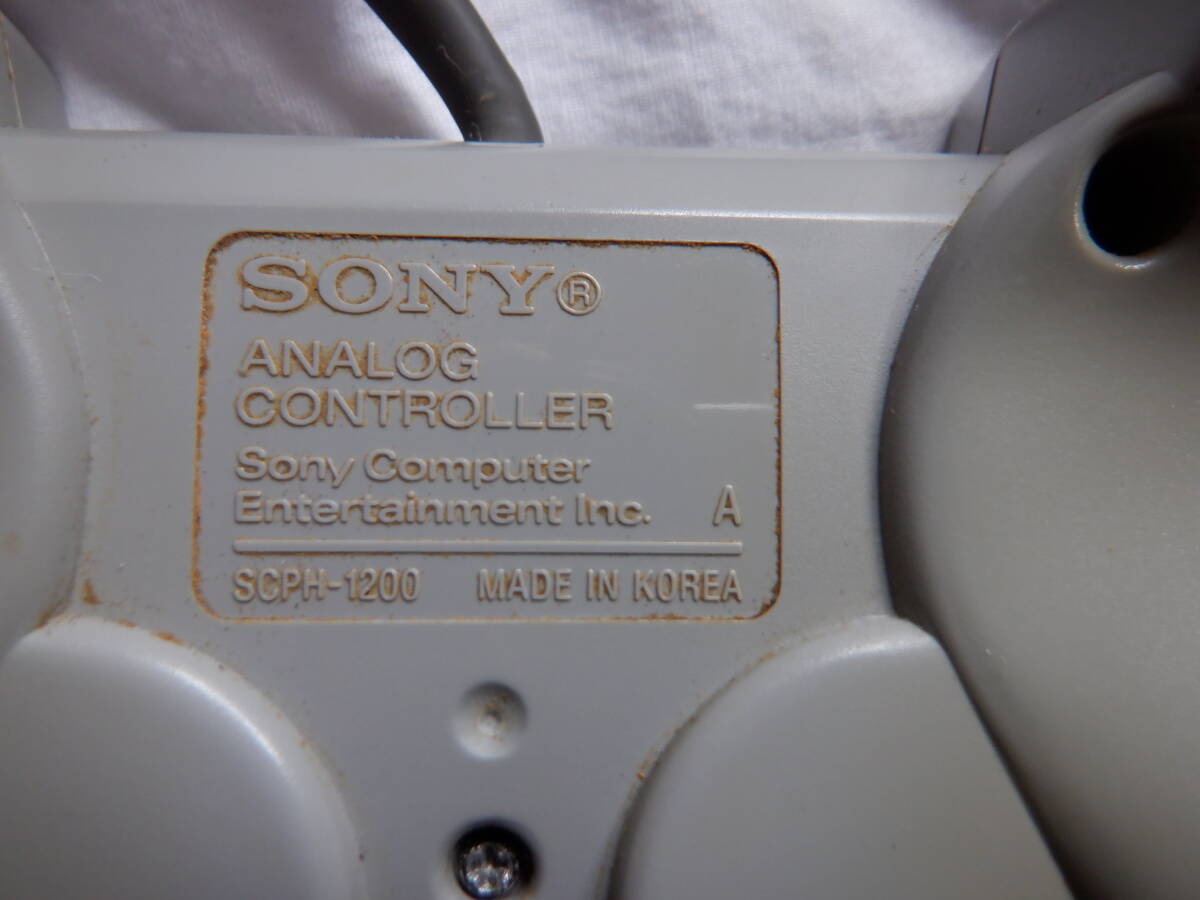 SONY®
ANALOG
CONTROLLER
Sony Computer
Entertainment Inc. A
SCPH-1200 MADE IN KOREA